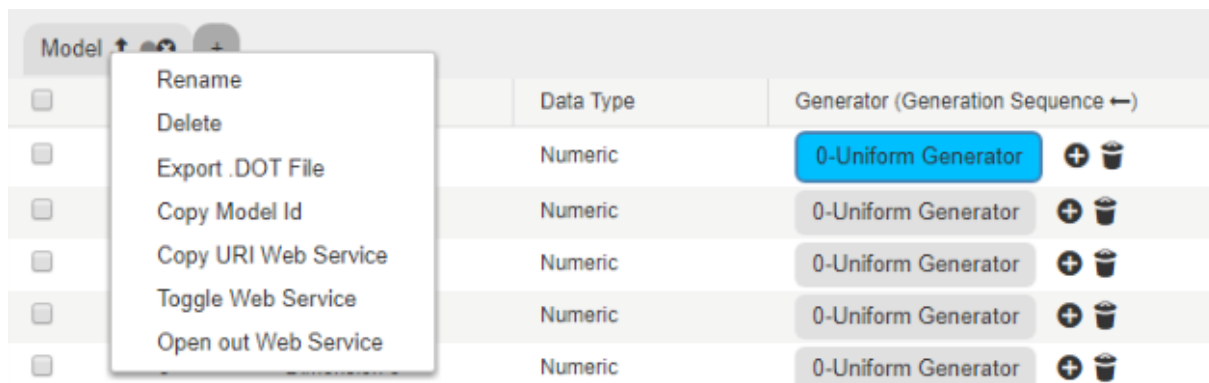 Model +
Rename
Data Type Generator (Generation Sequence ←)
Delete
Numeric 0-Uniform Generator
Export .DOT File
Copy Model Id
Numeric 0-Uniform Generator
Copy URI Web Service
Numeric 0-Uniform Generator
Toggle Web Service
Numeric 0-Uniform Generator
Open out Web Service
Numeric 0-Uniform Generator